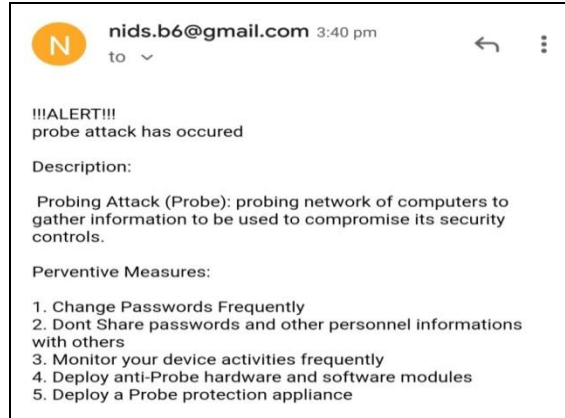 N
nids.b6@gmail.com 3:40 pm
to
!!!ALERT!!!
probe attack has occured
Description:
Probing Attack (Probe): probing network of computers to
gather information to be used to compromise its security
controls.
Perventive Measures:
1. Change Passwords Frequently
2. Dont Share passwords and other personnel informations
with others
3. Monitor your device activities frequently
4. Deploy anti-Probe hardware and software modules
5. Deploy a Probe protection appliance